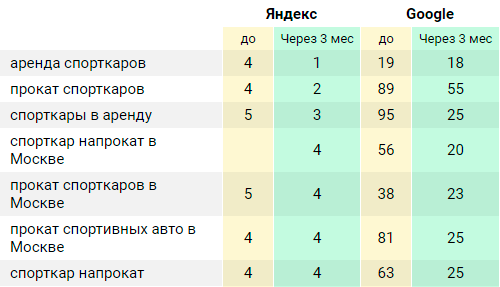 Яндекс Google
до Через 3 мес до Через 3 мес
аренда спорткаров 4 1 19 18
прокат спорткаров 4 2 89 55
спорткары в аренду 5 3 95 25
спорткар напрокат в
Москве 4 56 20
прокат спорткаров в
Москве 5 4 38 23
прокат спортивных авто в
Москве 4 4 81 25
спорткар напрокат 4 4 63 25